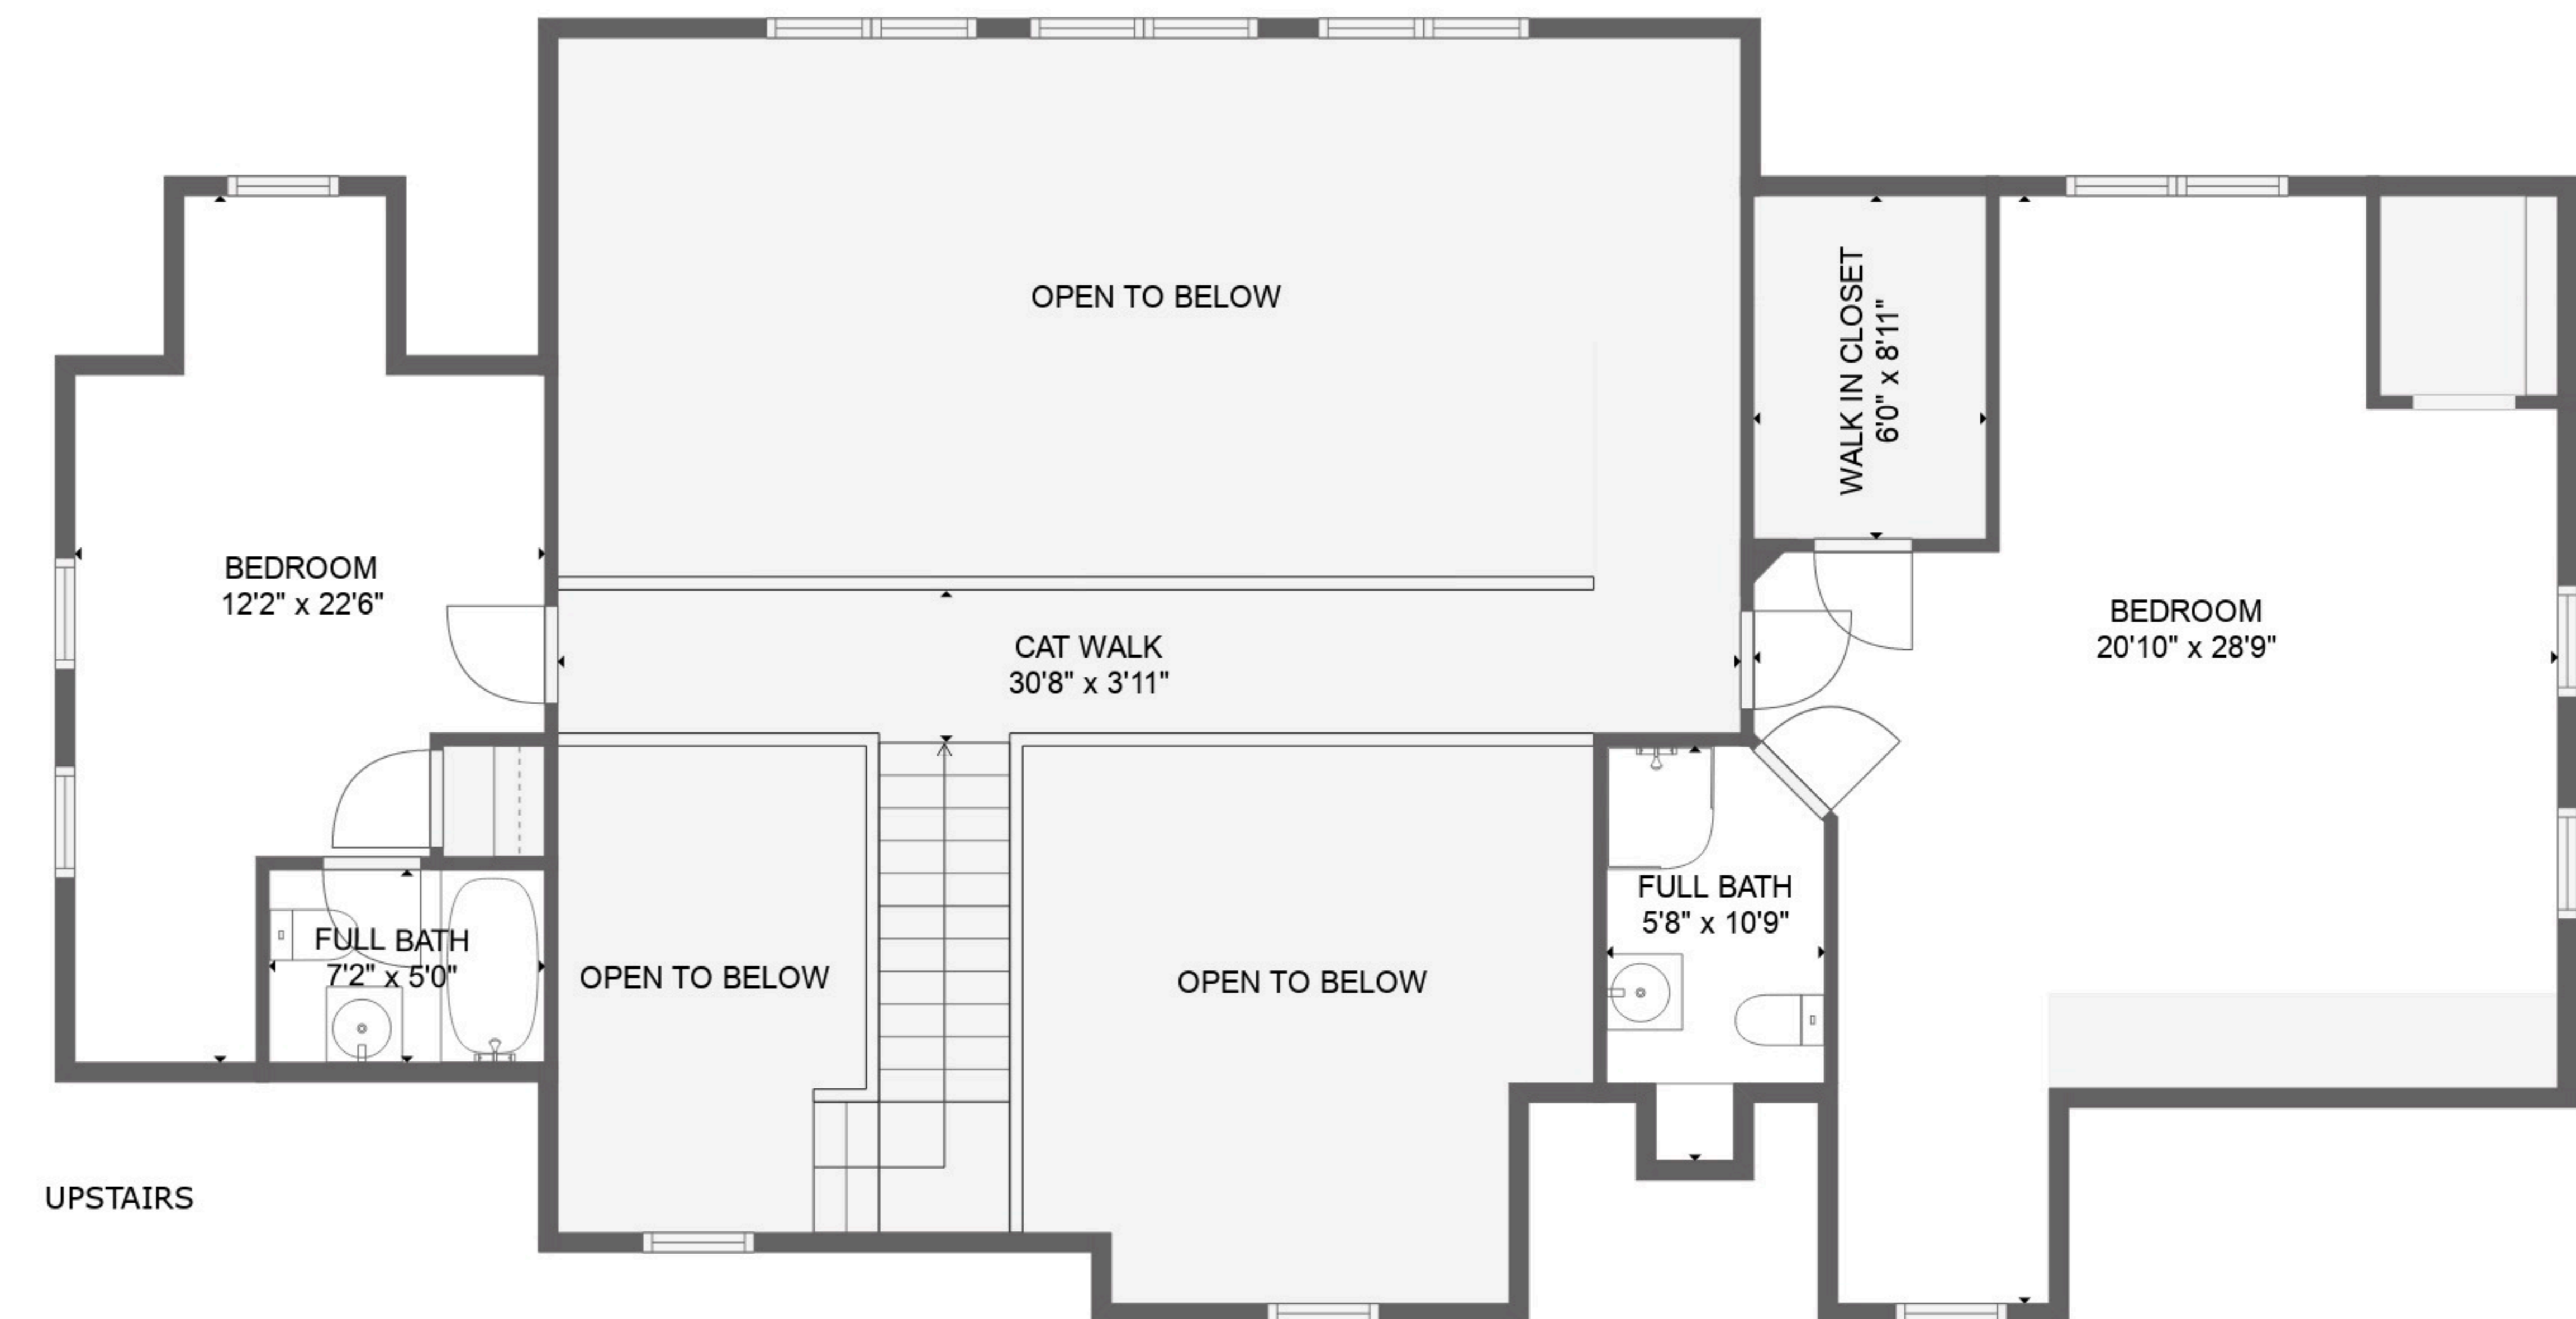 OPEN TO BELOW
WALK IN CLOSET
6'0" x 8'11"
BEDROOM
12'2" x 22'6"
CAT WALK
30'8" x 3'11"
BEDROOM
20'10" x 28'9"
FULL BATH
7'2" x 5'0"
OPEN TO BELOW
OPEN TO BELOW
FULL BATH
5'8" x 10'9"
UPSTAIRS